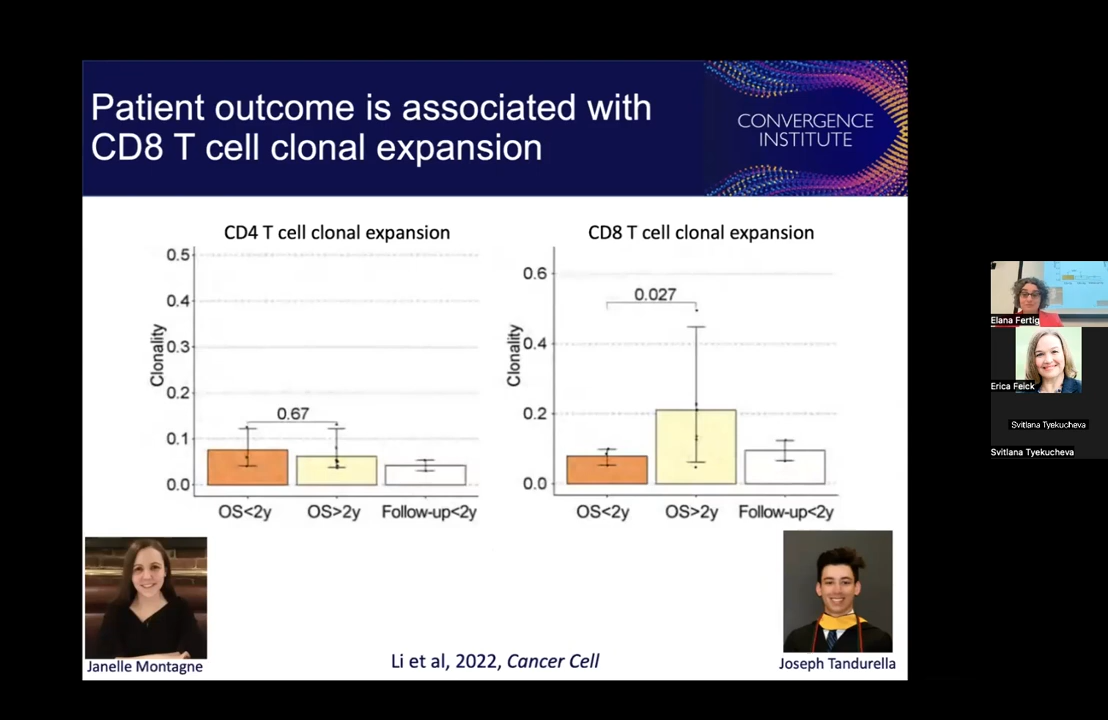 Patient outcome is associated with
CD8 T cell clonal expansion
CONVERGENCE
INSTITUTE
CD4 T cell clonal expansion
0.5
0.4
0.3
0.2
0.1
0.0
Clonality
0.67
OS<2y
OS>2y
Follow-up<2y
CD8 T cell clonal expansion
0.6
0.4
0.2
0.0
Clonality
0.027
OS<2y
OS>2y
Follow-up<2y
Janelle Montagne
Li et al, 2022, Cancer Cell
Joseph Tandurella
Elana Fertig
Erica Feick
Svitlana Tyekucheva
Svitlana Tyekucheva